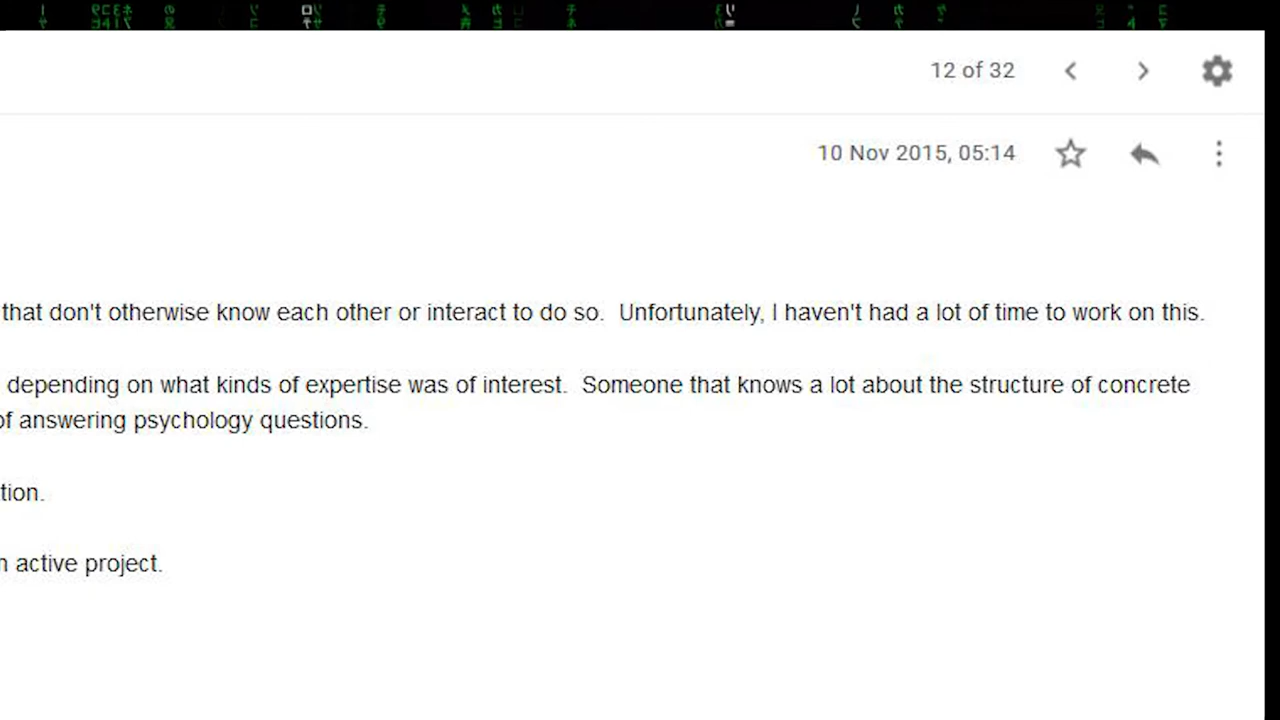 12 of 32
10 Nov 2015, 05:14
that don't otherwise know each other or interact to do so.  Unfortunately, I haven't had a lot of time to work on this.
depending on what kinds of expertise was of interest.  Someone that knows a lot about the structure of concrete
of answering psychology questions.
tion.
active project.